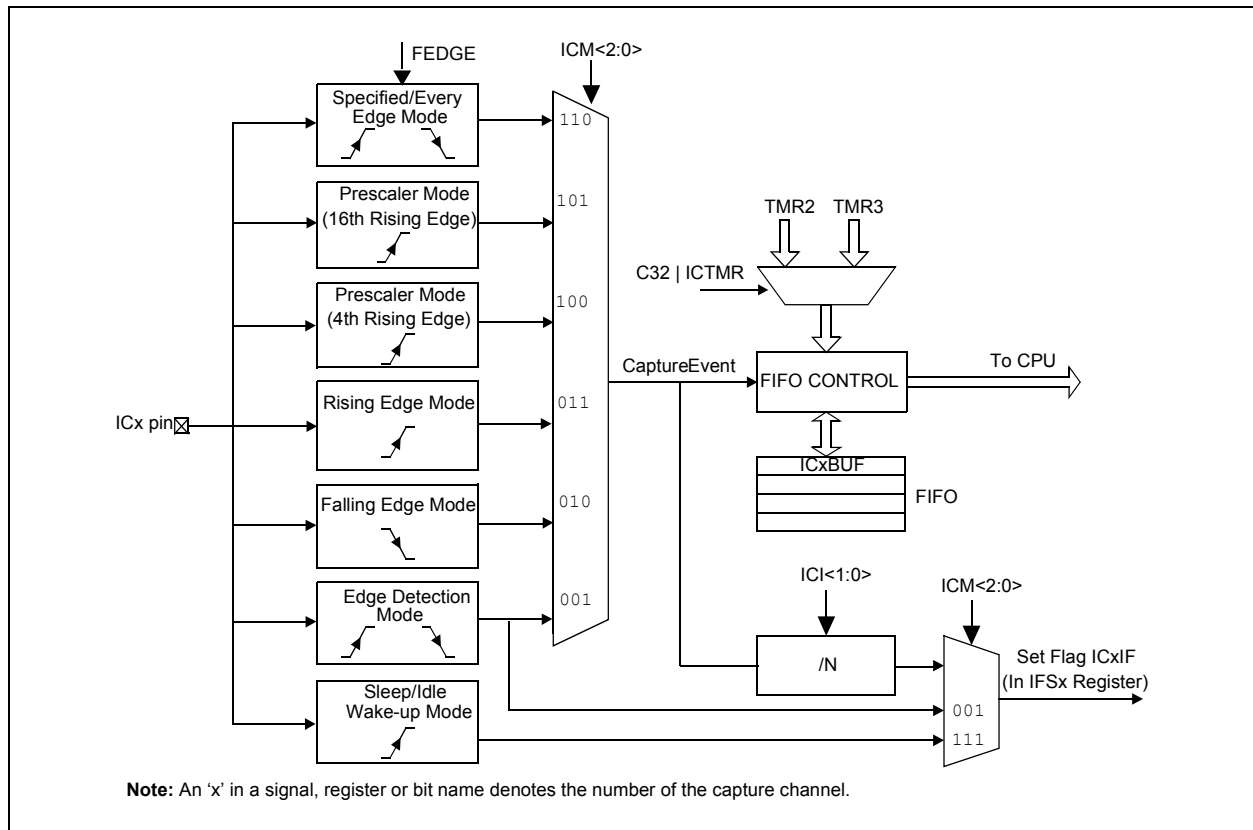 FEDGE
ICM<2:0>
Specified/Every
Edge Mode
110
Prescaler Mode
(16th Rising Edge)
101
TMR2
TMR3
C32 | ICTMR
Prescaler Mode
(4th Rising Edge)
100
CaptureEvent
FIFO CONTROL
To CPU
ICx pin
Rising Edge Mode
011
ICxBUF
FIFO
Falling Edge Mode
010
ICI<1:0>
ICM<2:0>
Edge Detection
Mode
001
/N
Set Flag ICxIF
(In IFSx Register)
Sleep/Idle
Wake-up Mode
001
111
Note: An ‘x’ in a signal, register or bit name denotes the number of the capture channel.